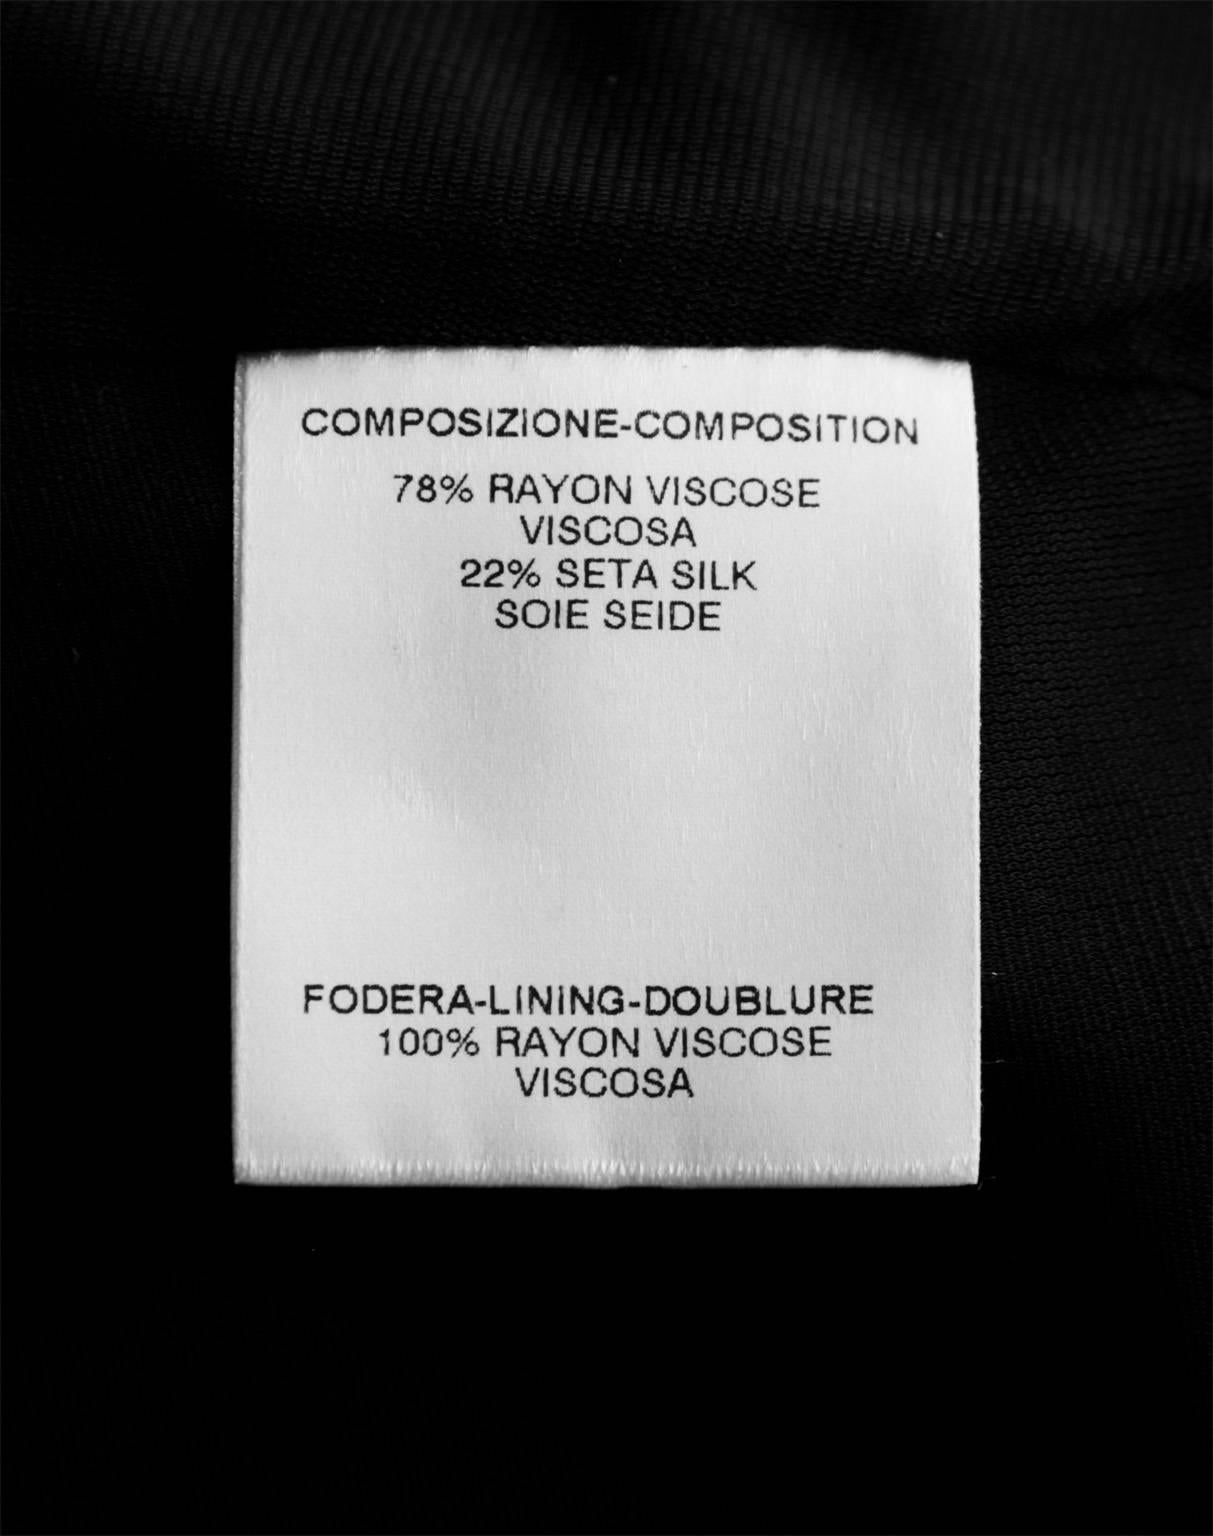 COMPOSIZIONE-COMPOSITION
78% RAYON VISCOSE
VISCOSA
22% SETA SILK
SOIE SEIDE
FODERA-LINING-DOUBLURE
100% RAYON VISCOSE
VISCOSA